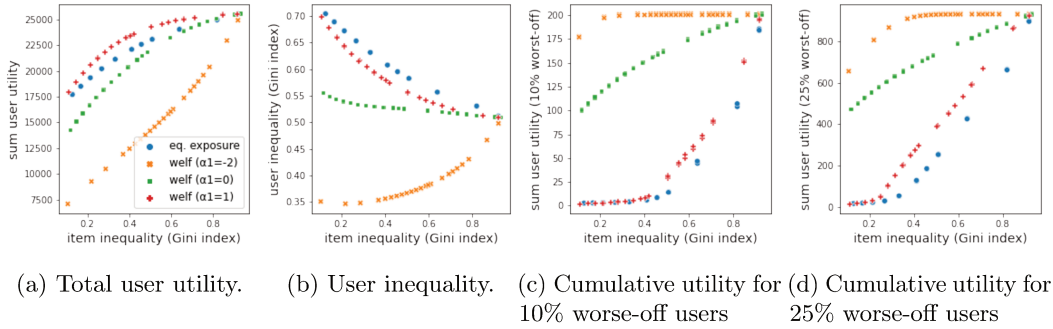 25000
22500
20000
17500
15000
12500
10000
7500
sum user utility
0.2 0.4 0.6 0.8
item inequality (Gini index)
eq. exposure
welf (α1=-2)
welf (α1=0)
welf (α1=1)
0.70
0.65
0.60
0.55
0.50
0.45
0.40
0.35
user inequality (Gini index)
0.2 0.4 0.6 0.8
item inequality (Gini index)
200
175
150
125
100
75
50
25
0
sum user utility (10% worst-off)
0.2 0.4 0.6 0.8
item inequality (Gini index)
800
600
400
200
0
sum user utility (25% worst-off)
0.2 0.4 0.6 0.8
item inequality (Gini index)
(a) Total user utility.
(b) User inequality.
(c) Cumulative utility for
10% worse-off users
(d) Cumulative utility for
25% worse-off users